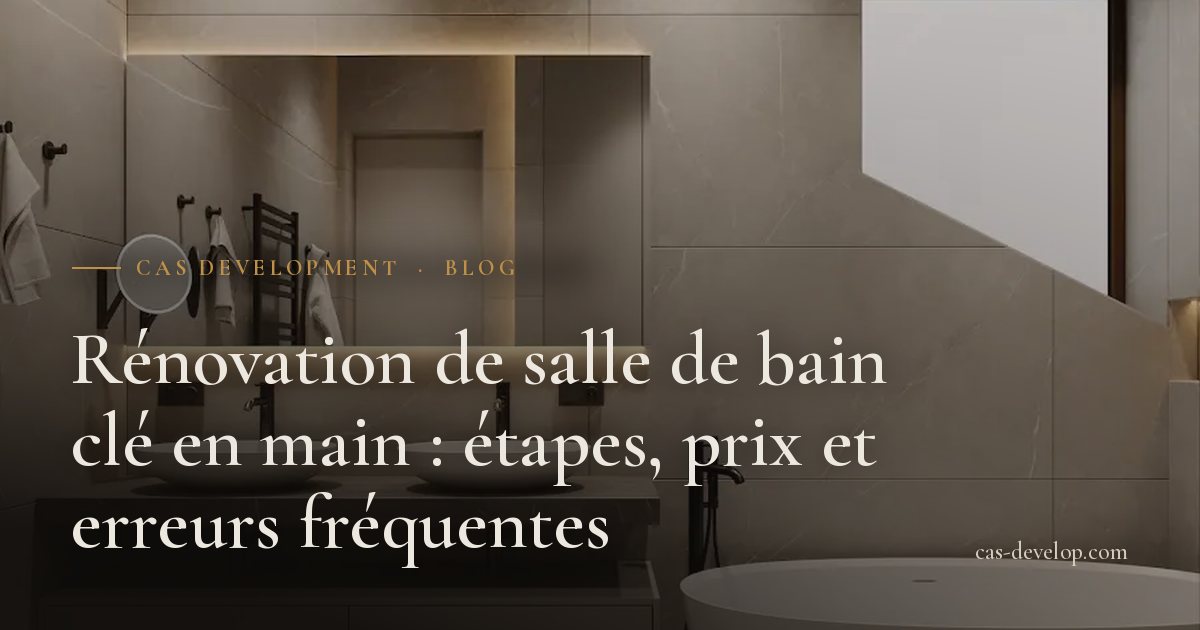 CAS DEVELOPMENT · BLOG
Rénovation de salle de bain
clé en main : étapes, prix et
erreurs fréquentes
cas-develop.com